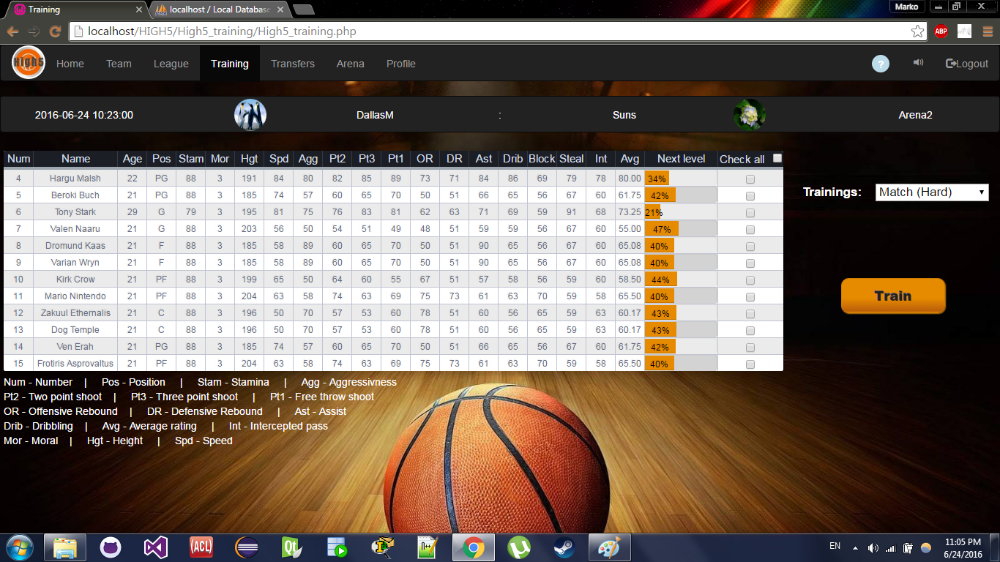 Training
localhost / Local Database
Marko
localhost/HIGH5/High5_training/High5_training.php
ABP
High5 Home Team League Training Transfers Arena Profile ? Logout
2016-06-24 10:23:00 DallasM : Suns Arena2
Num Name Age Pos Stam Mor Hgt Spd Agg Pt2 Pt3 Pt1 OR DR Ast Drib Block Steal Int Avg Next level Check all
4 Hargu Malsh 22 PG 88 3 191 84 80 82 85 89 73 71 84 86 69 79 78 80.00 34%
5 Beroki Buch 21 PG 88 3 185 74 57 60 65 70 50 51 66 65 56 67 60 61.75 42%
6 Tony Stark 29 G 79 3 195 81 75 76 83 81 62 63 71 69 59 91 68 73.25 21%
7 Valen Naaru 21 G 88 3 203 56 50 54 51 49 48 51 59 59 56 67 60 55.00 47%
8 Dromund Kaas 21 F 88 3 185 58 89 60 65 70 50 51 90 65 56 67 60 65.08 40%
9 Varian Wryn 21 F 88 3 185 58 89 60 65 70 50 51 90 65 56 67 60 65.08 40%
10 Kirk Crow 21 PF 88 3 199 65 50 64 60 55 67 51 57 58 56 59 60 58.50 44%
11 Mario Nintendo 21 PF 88 3 204 63 58 74 63 69 75 73 61 63 70 59 58 65.50 40%
12 Zakuul Ethernalis 21 C 88 3 196 50 70 57 53 60 78 51 60 56 65 59 63 60.17 43%
13 Dog Temple 21 C 88 3 196 50 70 57 53 60 78 51 60 56 65 59 63 60.17 43%
14 Ven Erah 21 PG 88 3 185 74 57 60 65 70 50 51 66 65 56 67 60 61.75 42%
15 Frotiris Asprovaltus 21 PF 88 3 204 63 58 74 63 69 75 73 61 63 70 59 58 65.50 40%
Trainings: Match (Hard)
Train
Num - Number | Pos - Position | Stam - Stamina | Agg - Aggressivness
Pt2 - Two point shoot | Pt3 - Three point shoot | Pt1 - Free throw shoot
OR - Offensive Rebound | DR - Defensive Rebound | Ast - Assist
Drib - Dribbling | Avg - Average rating | Int - Intercepted pass
Mor - Moral | Hgt - Height | Spd - Speed
{ACL}
Qt
EN
11:05 PM
6/24/2016